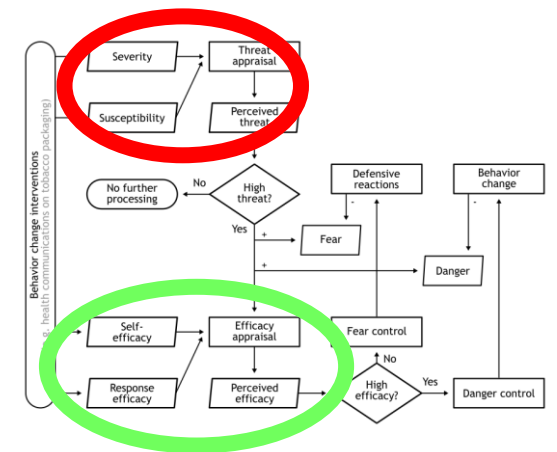 Behavior change interventions
e.g. health communications on tobacco packaging)
Severity
Threat
appraisal
Susceptibility
Perceived
threat
No further
processing
No
High
threat?
Yes
+
+
Fear
Defensive
reactions
-
Behavior
change
-
Danger
Self-
efficacy
Efficacy
appraisal
Response
efficacy
Perceived
efficacy
Fear control
No
High
efficacy?
Yes
Danger control